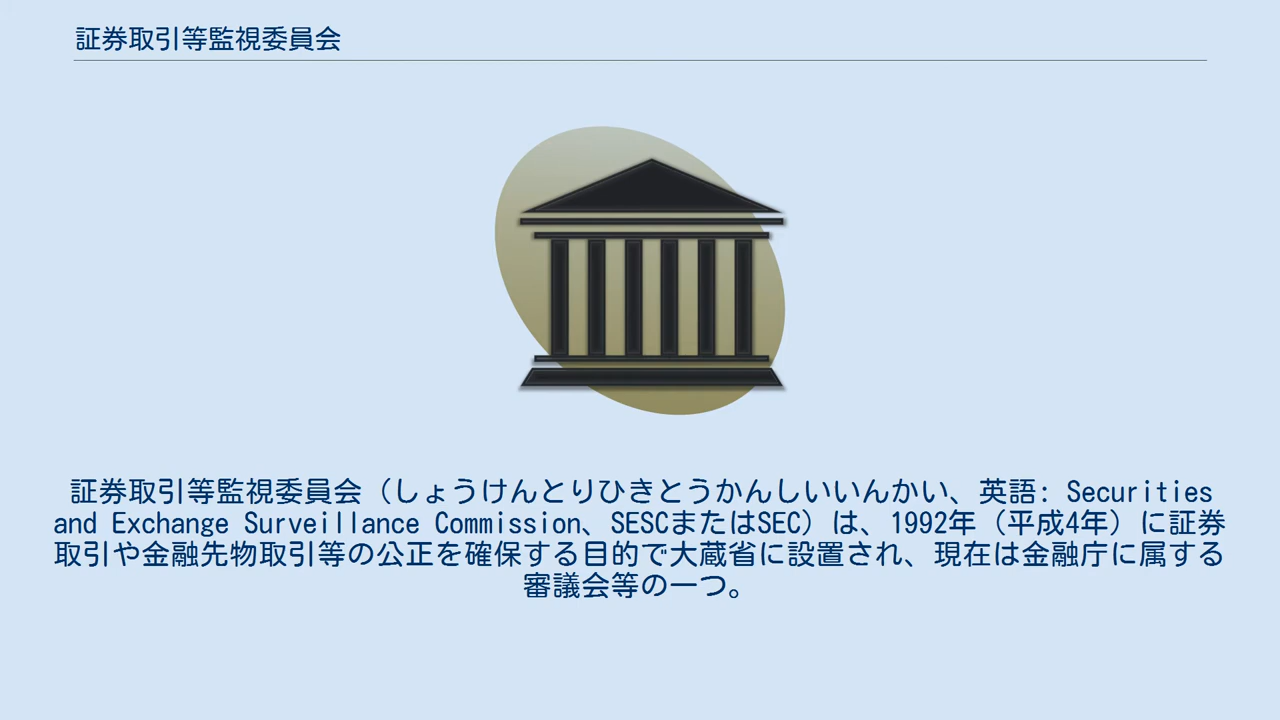 証券取引等監視委員会
証券取引等監視委員会（しょうけんとりひきとうかんしいいんかい、英語: Securities
and Exchange Surveillance Commission、SESCまたはSEC）は、1992年（平成4年）に証券
取引や金融先物取引等の公正を確保する目的で大蔵省に設置され、現在は金融庁に属する
審議会等の一つ。